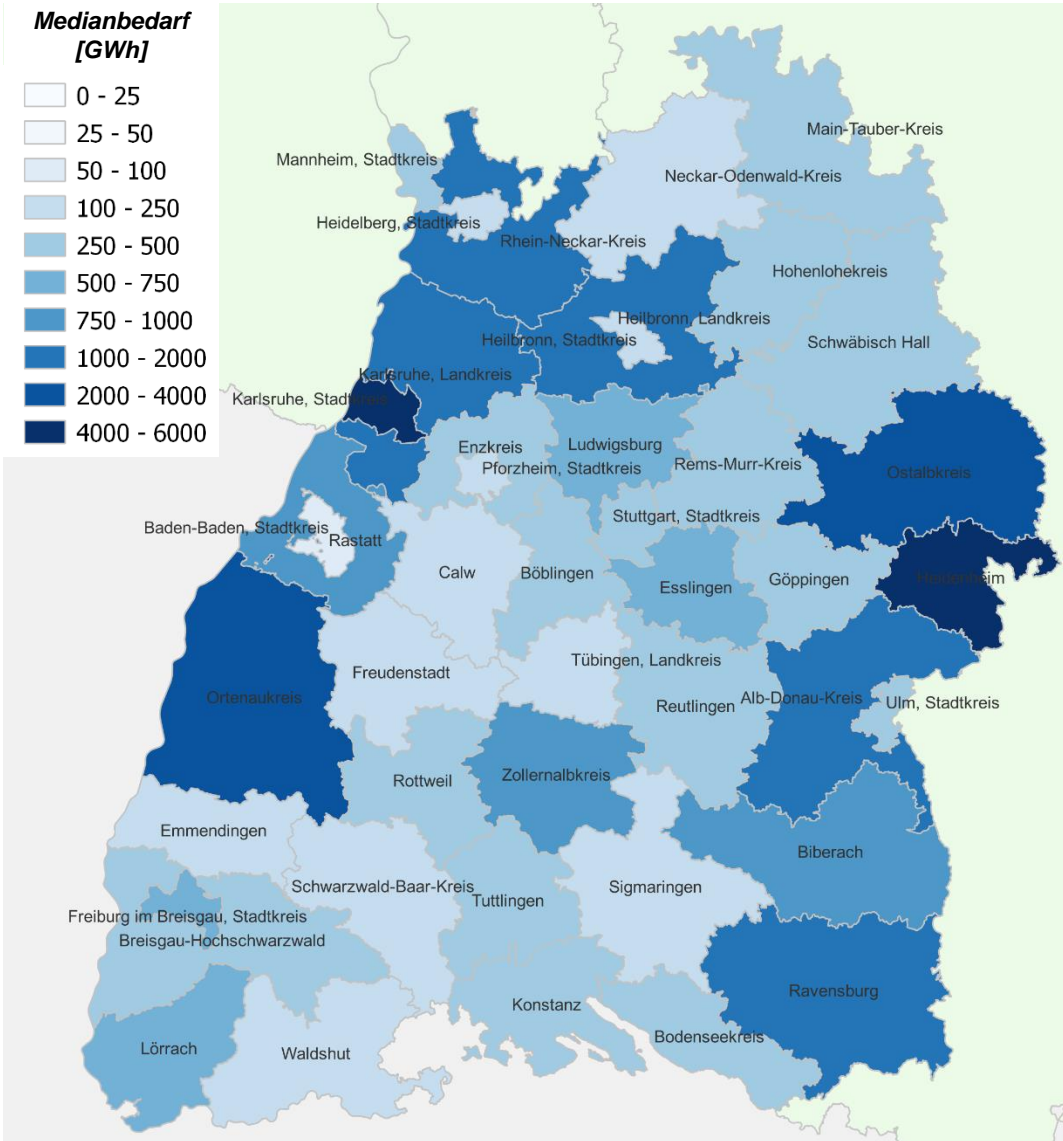 Medianbedarf
[GWh]
0 - 25
25 - 50
50 - 100
100 - 250
250 - 500
500 - 750
750 - 1000
1000 - 2000
2000 - 4000
4000 - 6000
Main-Tauber-Kreis
Mannheim, Stadtkreis
Neckar-Odenwald-Kreis
Heidelberg, Stadtkreis
Rhein-Neckar-Kreis
Hohenlohekreis
Heilbronn, Landkreis
Heilbronn, Stadtkreis
Schwäbisch Hall
Karlsruhe, Landkreis
Karlsruhe, Stadtkreis
Enzkreis
Ludwigsburg
Pforzheim, Stadtkreis
Rems-Murr-Kreis
Ostalbkreis
Stuttgart, Stadtkreis
Baden-Baden, Stadtkreis
Rastatt
Calw
Böblingen
Esslingen
Göppingen
Heidenheim
Freudenstadt
Tübingen, Landkreis
Ortenaukreis
Reutlingen
Alb-Donau-Kreis
Ulm, Stadtkreis
Rottweil
Zollernalbkreis
Emmendingen
Biberach
Schwarzwald-Baar-Kreis
Sigmaringen
Tuttlingen
Freiburg im Breisgau, Stadtkreis
Breisgau-Hochschwarzwald
Ravensburg
Konstanz
Bodenseekreis
Lörrach
Waldshut